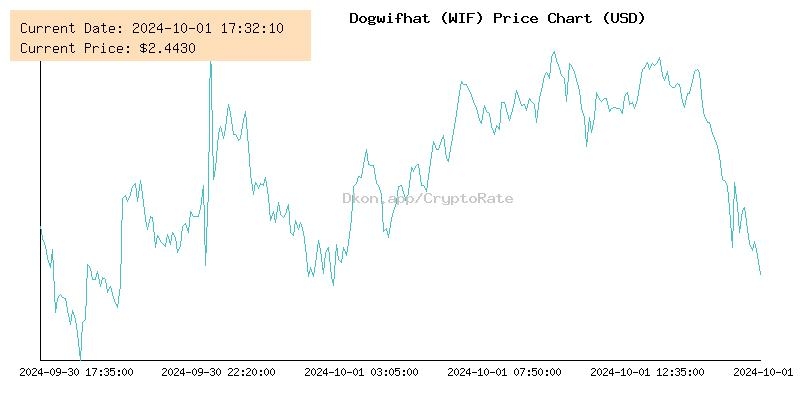 Dogwifhat (WIF) Price Chart (USD)
Current Date: 2024-10-01 17:32:10
Current Price: $2.4430
Dkoni.app/CryptoRate
2024-09-30 17:35:00 2024-09-30 22:20:00 2024-10-01 03:05:00 2024-10-01 07:50:00 2024-10-01 12:35:00 2024-10-01